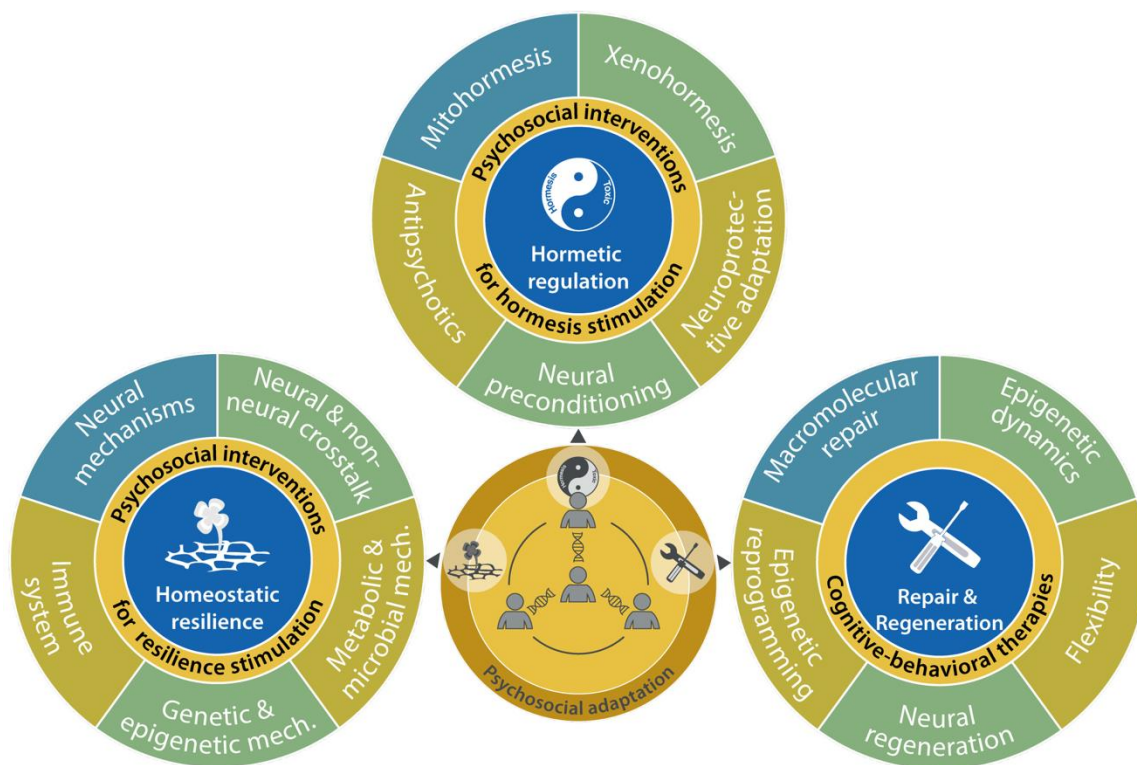 Mitohormesis
Xenohormesis
Antipsychotics
Neuroprotec-
tive adaptation
Neural
preconditioning
Psychosocial interventions
for hormesis stimulation
Hormesis
Toxic
Hormetic
regulation
Neural
mechanisms
Neural & non-
neural crosstalk
Immune
system
Metabolic &
microbial mech.
Genetic &
epigenetic mech.
Psychosocial interventions
for resilience stimulation
Homeostatic
resilience
Hormesis
Toxic
Psychosocial adaptation
Macromolecular
repair
Epigenetic
dynamics
Epigenetic
reprogramming
Flexibility
Neural
regeneration
Repair &
Regeneration
Cognitive-behavioral therapies